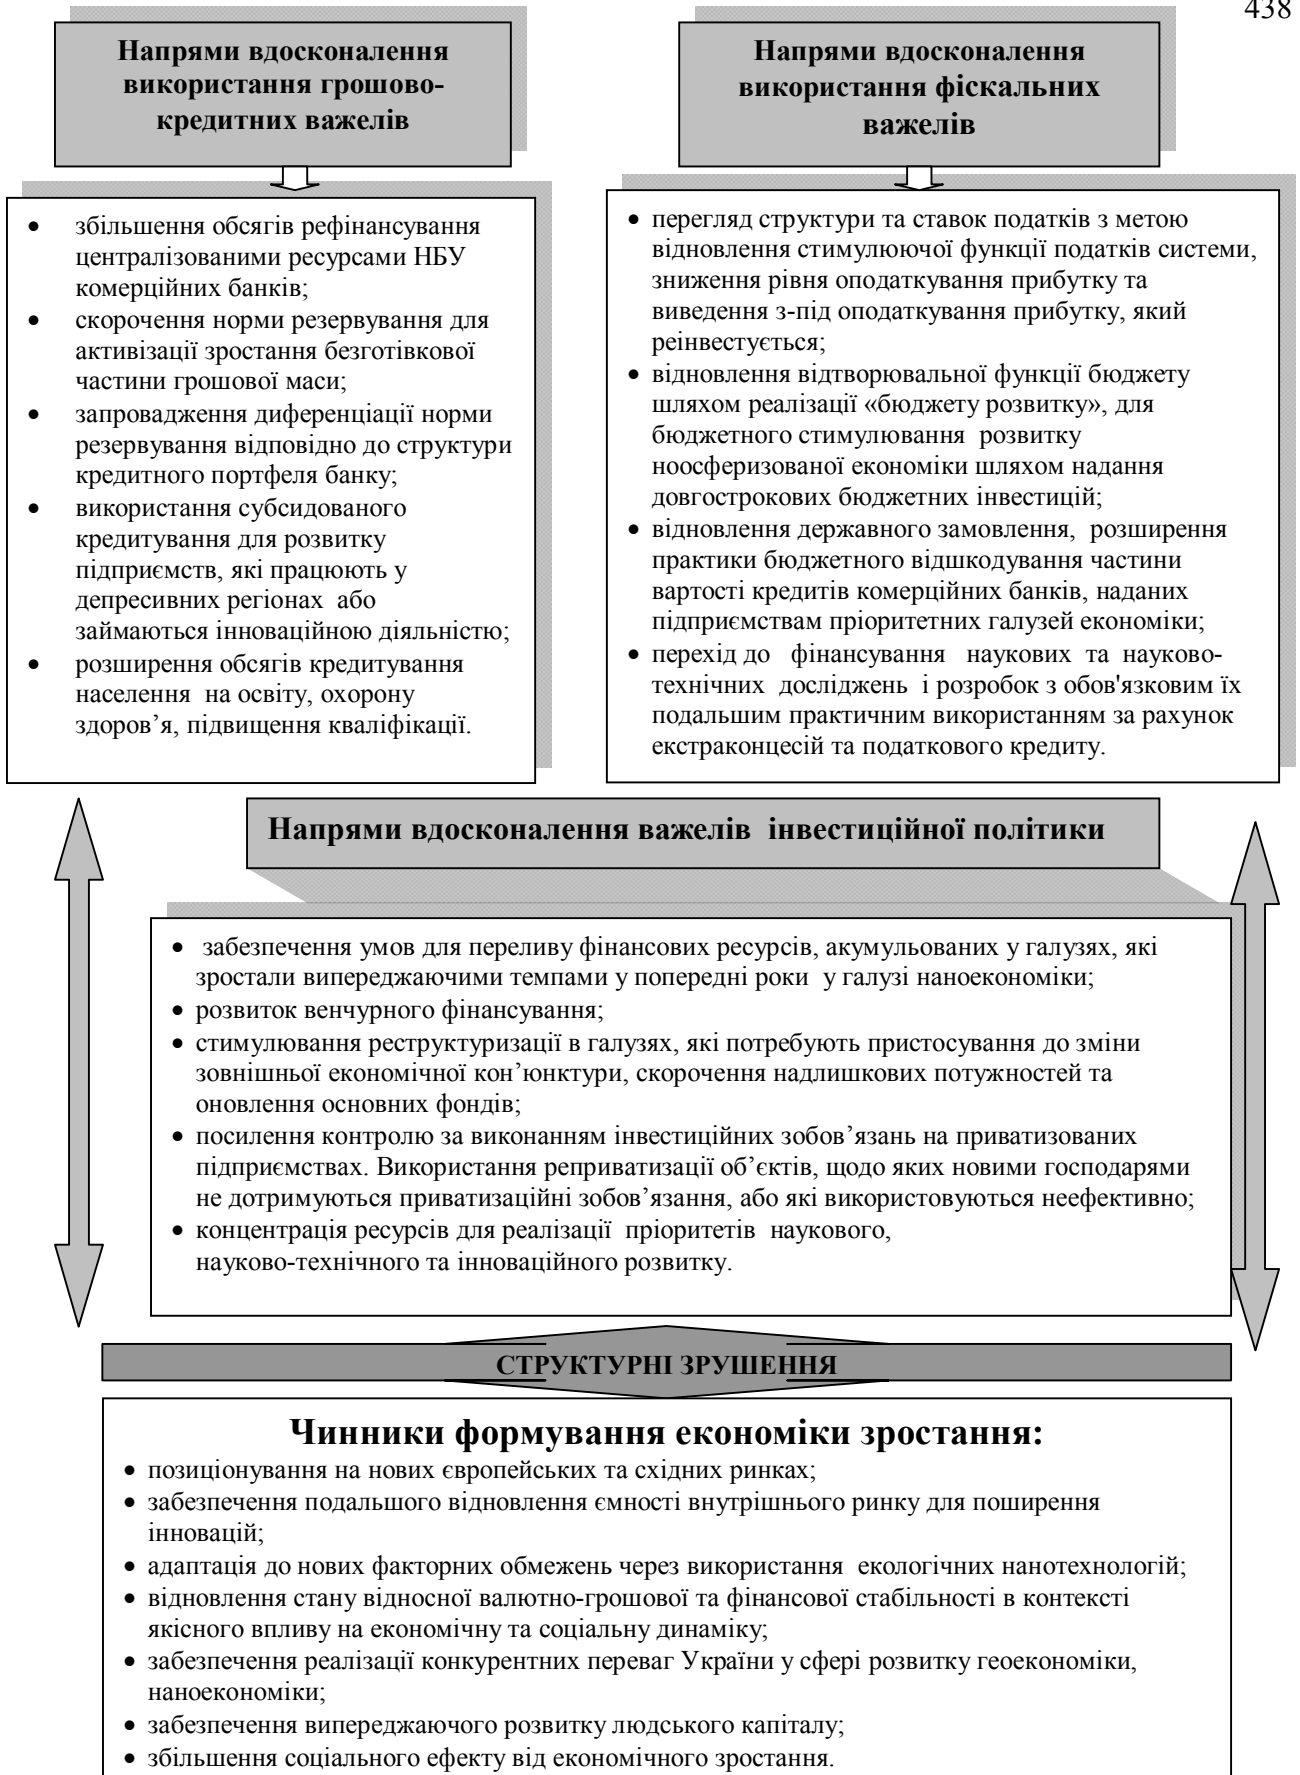 438
Напрями вдосконалення
використання грошово-
кредитних важелів
• збільшення обсягів рефінансування
централізованими ресурсами НБУ
комерційних банків;
• скорочення норми резервування для
активізації зростання безготівкової
частини грошової маси;
• запровадження диференціації норми
резервування відповідно до структури
кредитного портфеля банку;
• використання субсидованого
кредитування для розвитку
підприємств, які працюють у
депресивних регіонах або
займаються інноваційною діяльністю;
• розширення обсягів кредитування
населення на освіту, охорону
здоров’я, підвищення кваліфікації.
Напрями вдосконалення
використання фіскальних
важелів
• перегляд структури та ставок податків з метою
відновлення стимулюючої функції податків системи,
зниження рівня оподаткування прибутку та
виведення з-під оподаткування прибутку, який
реінвестується;
• відновлення відтворювальної функції бюджету
шляхом реалізації «бюджету розвитку», для
бюджетного стимулювання розвитку
ноосферизованої економіки шляхом надання
довгострокових бюджетних інвестицій;
• відновлення державного замовлення, розширення
практики бюджетного відшкодування частини
вартості кредитів комерційних банків, наданих
підприємствам пріоритетних галузей економіки;
• перехід до фінансування наукових та науково-
технічних досліджень і розробок з обов'язковим їх
подальшим практичним використанням за рахунок
екстраконцесій та податкового кредиту.
Напрями вдосконалення важелів інвестиційної політики
• забезпечення умов для переливу фінансових ресурсів, акумульованих у галузях, які
зростали випереджаючими темпами у попередні роки у галузі наноекономіки;
• розвиток венчурного фінансування;
• стимулювання реструктуризації в галузях, які потребують пристосування до зміни
зовнішньої економічної кон’юнктури, скорочення надлишкових потужностей та
оновлення основних фондів;
• посилення контролю за виконанням інвестиційних зобов’язань на приватизованих
підприємствах. Використання реприватизації об’єктів, щодо яких новими господарями
не дотримуються приватизаційні зобов’язання, або які використовуються неефективно;
• концентрація ресурсів для реалізації пріоритетів наукового,
науково-технічного та інноваційного розвитку.
СТРУКТУРНІ ЗРУШЕННЯ
Чинники формування економіки зростання:
• позиціонування на нових європейських та східних ринках;
• забезпечення подальшого відновлення ємності внутрішнього ринку для поширення
інновацій;
• адаптація до нових факторних обмежень через використання екологічних нанотехнологій;
• відновлення стану відносної валютно-грошової та фінансової стабільності в контексті
якісного впливу на економічну та соціальну динаміку;
• забезпечення реалізації конкурентних переваг України у сфері розвитку геоекономіки,
наноекономіки;
• забезпечення випереджаючого розвитку людського капіталу;
• збільшення соціального ефекту від економічного зростання.